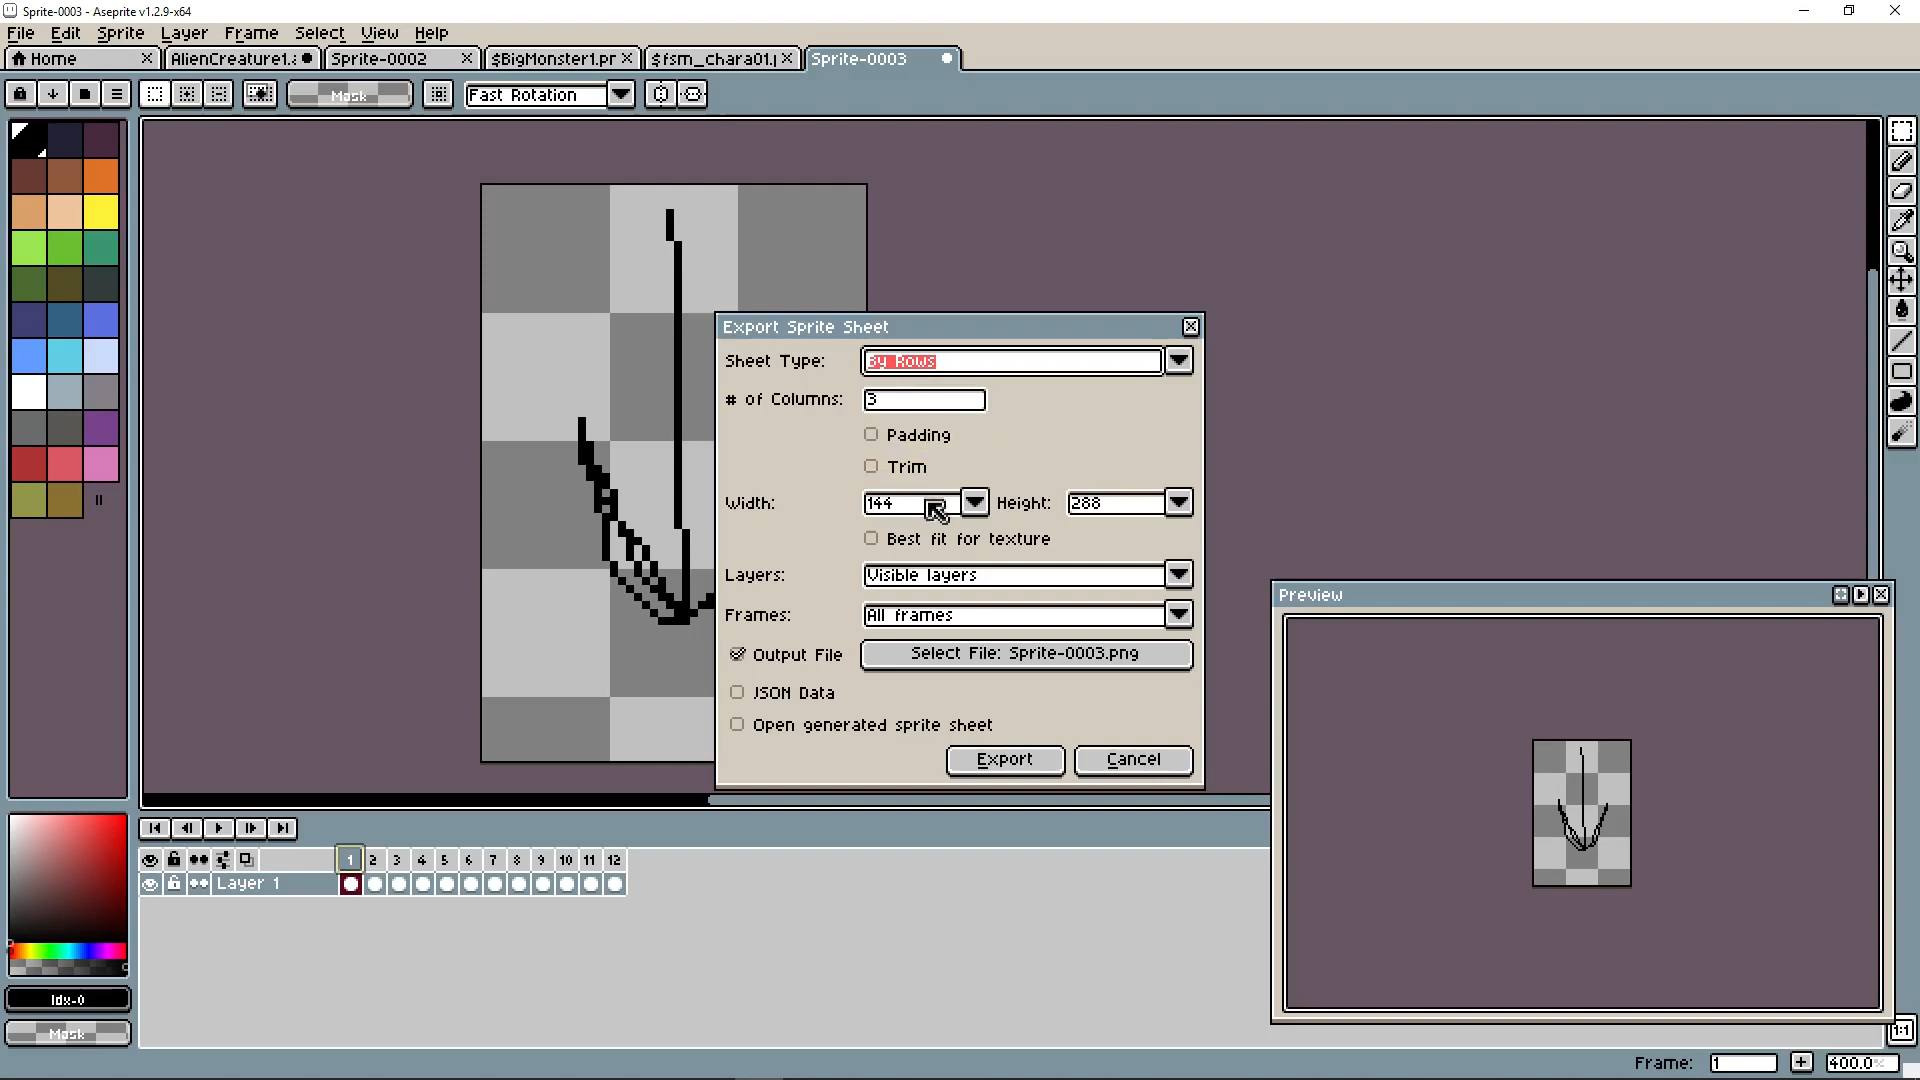 Sprite-0003 - Aseprite v1.2.9-x64
File Edit Sprite Layer Frame Select View Help
Home AlienCreature1.a Sprite-0002 $BigMonster1.pr $fsm_chara01.p Sprite-0003
Mask Fast Rotation
Export Sprite Sheet
Sheet Type: By Rows
# of Columns: 3
Padding
Trim
Width: 144 Height: 288
Best fit for texture
Layers: Visible layers
Frames: All frames
Output File Select File: Sprite-0003.png
JSON Data
Open generated sprite sheet
Export Cancel
Preview
1 2 3 4 5 6 7 8 9 10 11 12
Layer 1
Idx-0
Mask
1:1
Frame: 1 + 400.0%